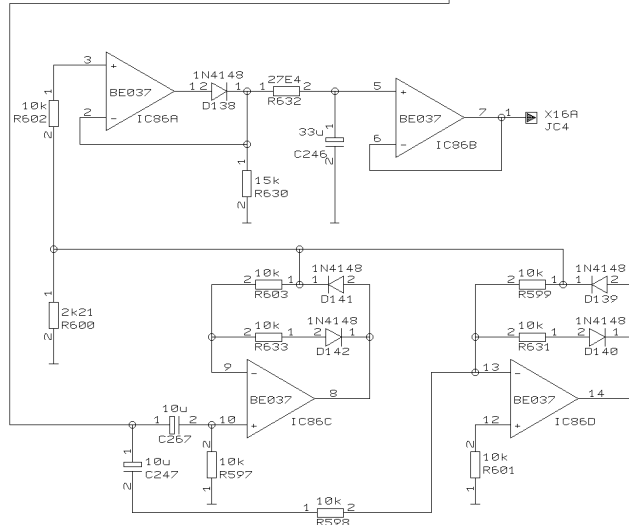 3
1N4148
27E4
1
+
1
2
1
1
2
5
+
BE037
BE037
7
1
X16A
10k
R602
D138
R632
JC4
2
-
IC86A
33u
1
6
-
IC86B
2
C246
2
1
15k
R630
2
1
2k21
R600
2
10k
1N4148
2
1
1
2
R603
D141
10k
1N4148
2
1
2
1
R633
D142
9
-
BE037
8
10
+
IC86C
10k
1N4148
2
1
1
2
R599
D139
10k
1N4148
2
1
2
R631
D140
13
-
BE037
14
12
+
IC86D
10u
1
2
C267
1
10u
C247
2
2
10k
R597
1
2
10k
R601
1
10k
1
2
R598